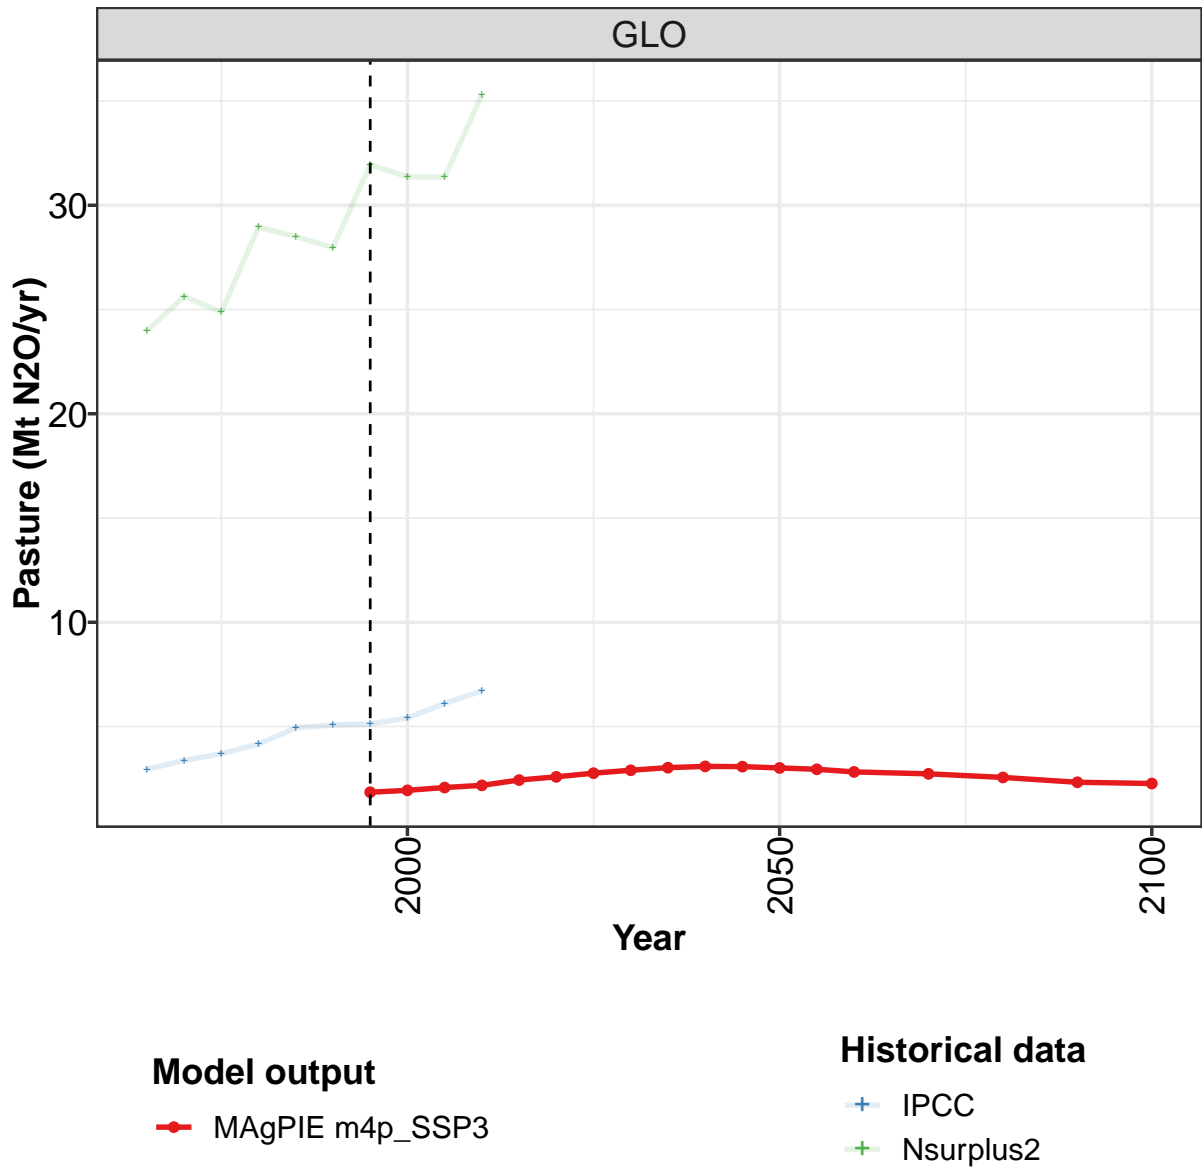 GLO
Pasture (Mt N2O/yr)
30
20
10
2000
2050
2100
Year
Model output
MAgPIE m4p_SSP3
Historical data
IPCC
Nsurplus2